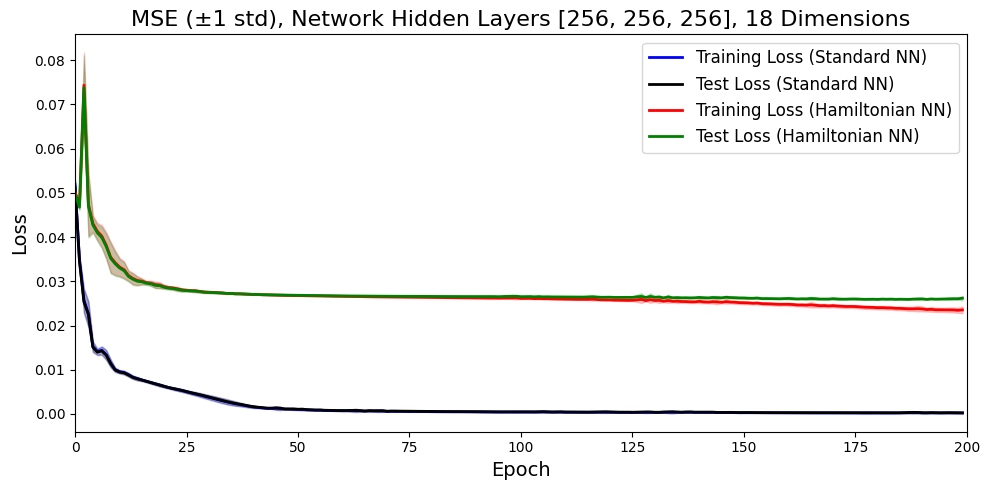 MSE (±1 std), Network Hidden Layers [256, 256, 256], 18 Dimensions
Training Loss (Standard NN)
Test Loss (Standard NN)
Training Loss (Hamiltonian NN)
Test Loss (Hamiltonian NN)
Loss
0.08
0.07
0.06
0.05
0.04
0.03
0.02
0.01
0.00
0 25 50 75 100 125 150 175 200
Epoch